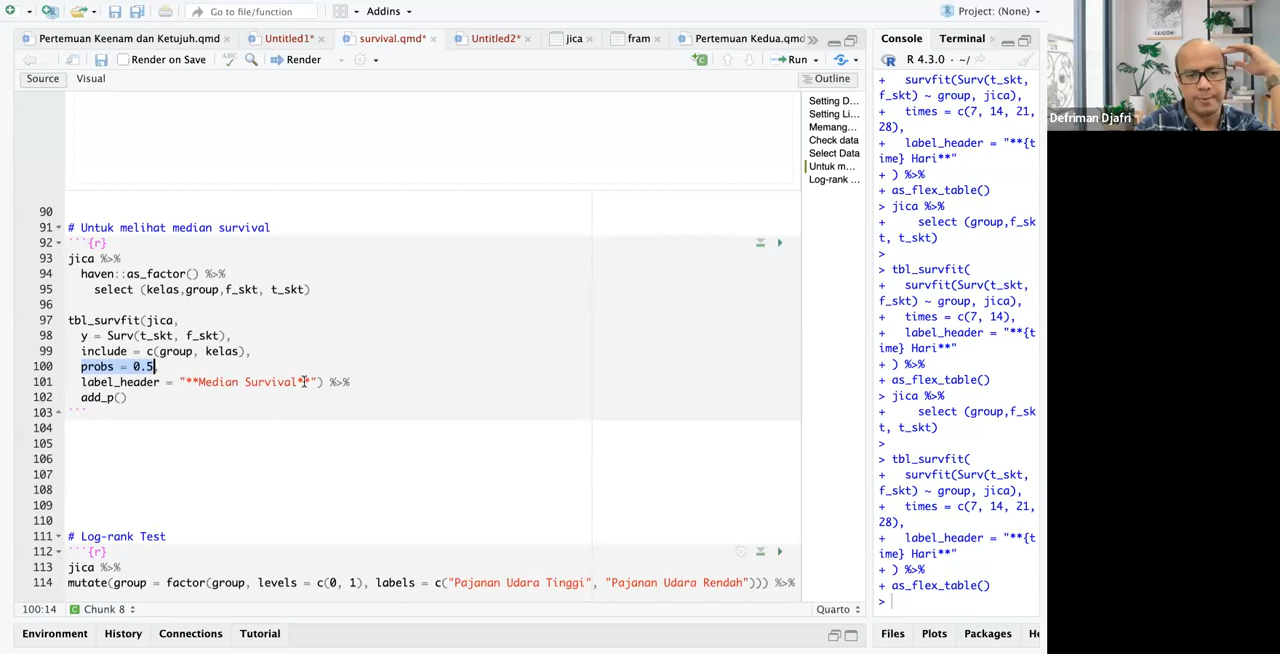 Go to file/function
Addins
Project: (None)
Pertemuan Keenam dan Ketujuh.qmd
Untitled1*
survival.qmd*
Untitled2*
jica
fram
Pertemuan Kedua.qmd
Render on Save
Render
Run
Source
Visual
Outline
Setting D...
Setting Li...
Memang...
Check data
Select Data
Untuk m...
Log-rank ...
90
91 # Untuk melihat median survival
92 ```{r}
93 jica %>%
94 haven::as_factor() %>%
95 select (kelas,group,f_skt, t_skt)
96
97 tbl_survfit(jica,
98 y = Surv(t_skt, f_skt),
99 include = c(group, kelas),
100 probs = 0.5,
101 label_header = "**Median Survival**") %>%
102 add_p()
103 ```
104
105
106
107
108
109
110
111 # Log-rank Test
112 ```{r}
113 jica %>%
114 mutate(group = factor(group, levels = c(0, 1), labels = c("Pajanan Udara Tinggi", "Pajanan Udara Rendah"))) %>%
100:14
Chunk 8
Quarto
Environment
History
Connections
Tutorial
Console
Terminal
R 4.3.0 · ~/
+ survfit(Surv(t_skt,
f_skt) ~ group, jica),
+ times = c(7, 14, 21,
28),
+ label_header = "**{t
ime} Hari**"
+ ) %>%
+ as_flex_table()
> jica %>%
+ select (group,f_sk
t, t_skt)
>
> tbl_survfit(
+ survfit(Surv(t_skt,
f_skt) ~ group, jica),
+ times = c(7, 14),
+ label_header = "**{t
ime} Hari**"
+ ) %>%
+ as_flex_table()
> jica %>%
+ select (group,f_sk
t, t_skt)
>
> tbl_survfit(
+ survfit(Surv(t_skt,
f_skt) ~ group, jica),
+ times = c(7, 14, 21,
28),
+ label_header = "**{t
ime} Hari**"
+ ) %>%
+ as_flex_table()
>
Files
Plots
Packages
He
Defriman Djafri